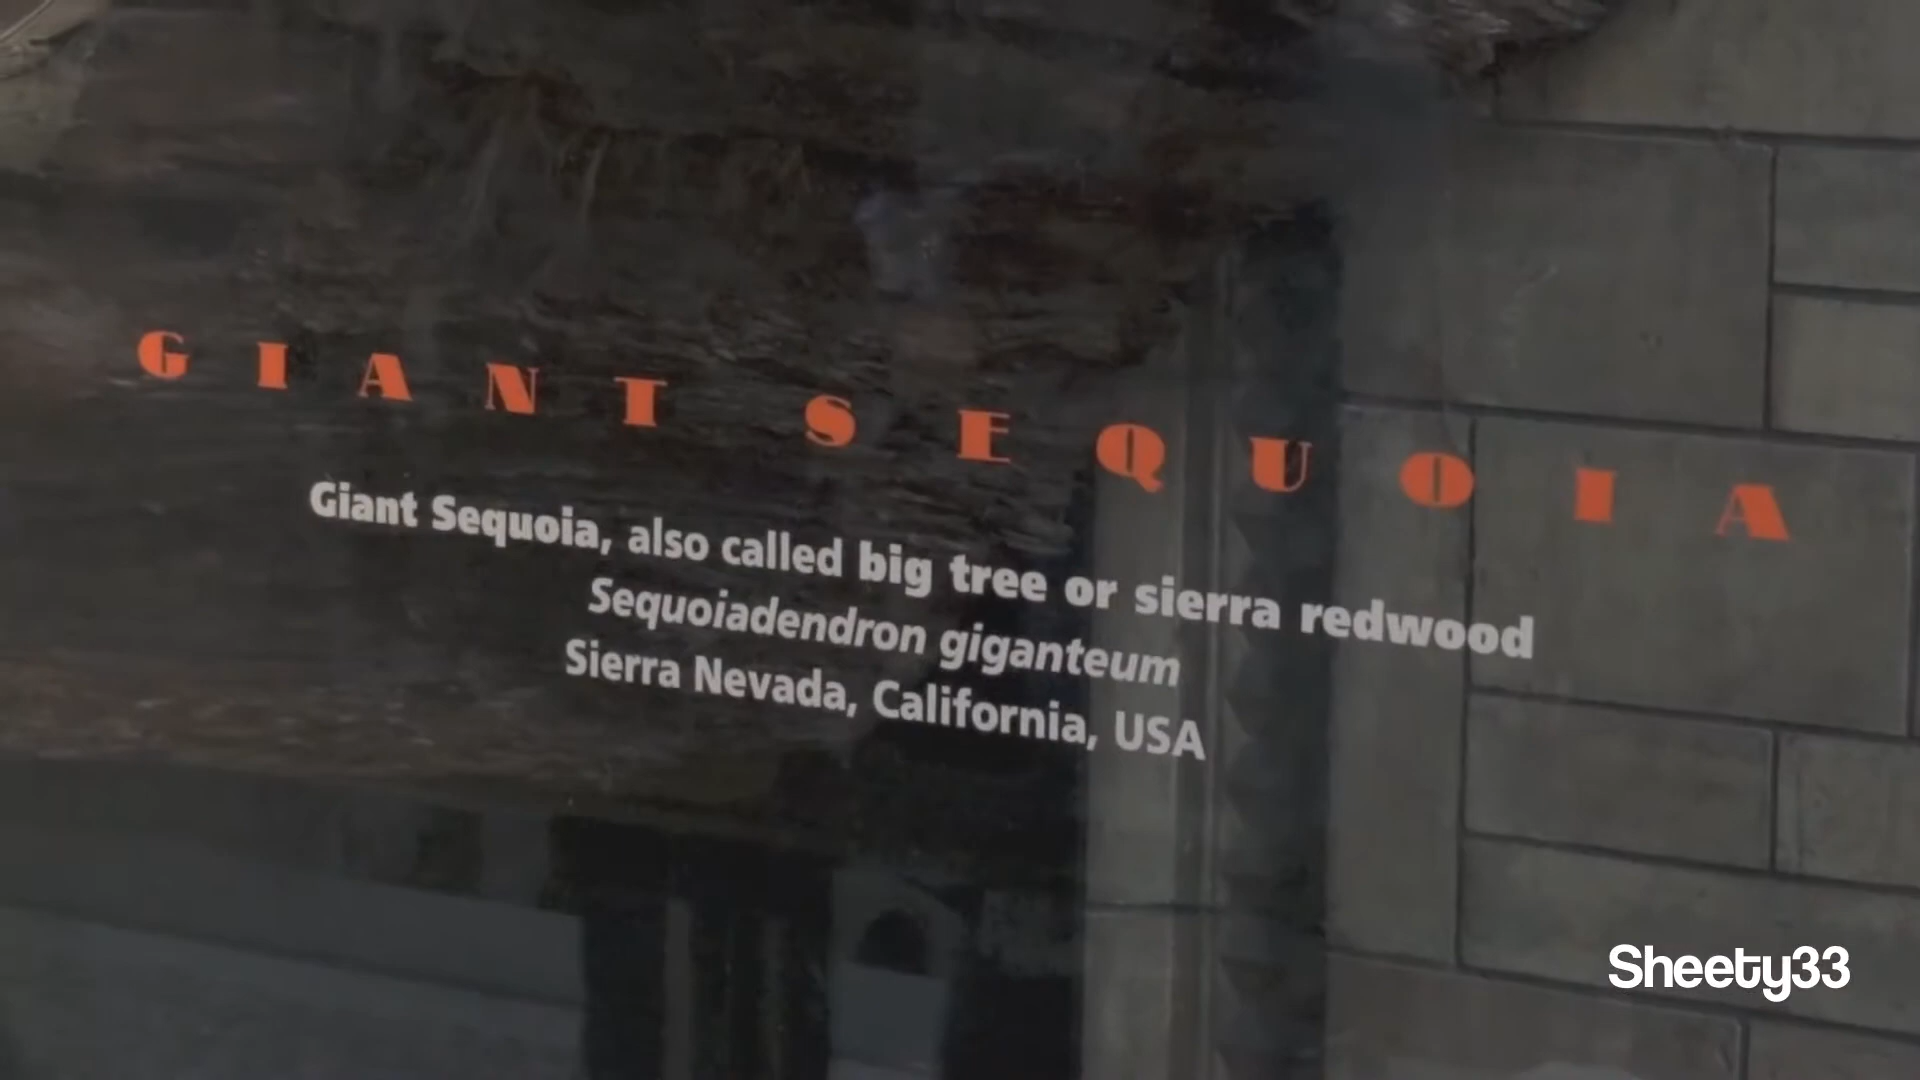 GIANT SEQUOIA
Giant Sequoia, also called big tree or sierra redwood
Sequoiadendron giganteum
Sierra Nevada, California, USA
Sheety33